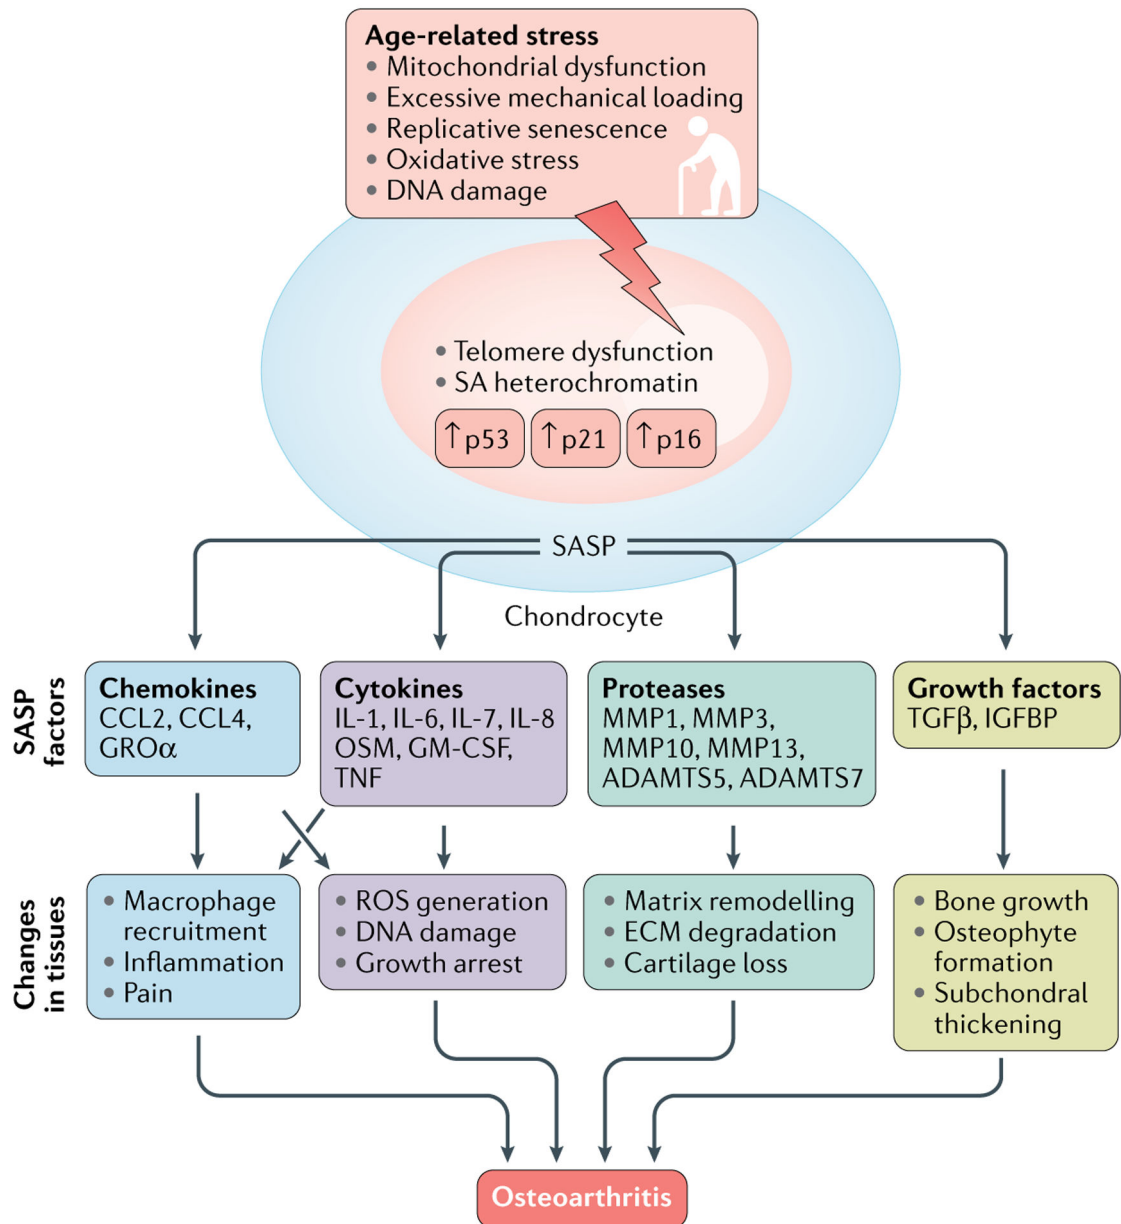 Age-related stress
• Mitochondrial dysfunction
• Excessive mechanical loading
• Replicative senescence
• Oxidative stress
• DNA damage
• Telomere dysfunction
• SA heterochromatin
↑p53 ↑p21 ↑p16
SASP
Chondrocyte
SASP
factors
Chemokines
CCL2, CCL4,
GROα
Cytokines
IL-1, IL-6, IL-7, IL-8
OSM, GM-CSF,
TNF
Proteases
MMP1, MMP3,
MMP10, MMP13,
ADAMTS5, ADAMTS7
Growth factors
TGFβ, IGFBP
Changes
in tissues
• Macrophage
recruitment
• Inflammation
• Pain
• ROS generation
• DNA damage
• Growth arrest
• Matrix remodelling
• ECM degradation
• Cartilage loss
• Bone growth
• Osteophyte
formation
• Subchondral
thickening
Osteoarthritis